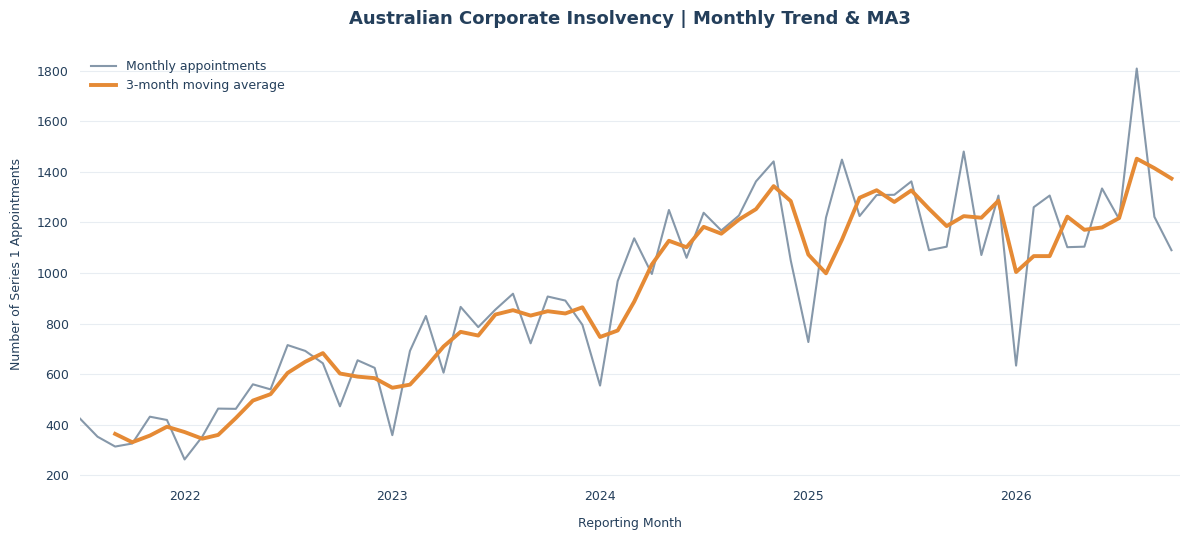 Australian Corporate Insolvency | Monthly Trend & MA3
Monthly appointments
3-month moving average
Number of Series 1 Appointments
1800
1600
1400
1200
1000
800
600
400
200
2022 2023 2024 2025 2026
Reporting Month